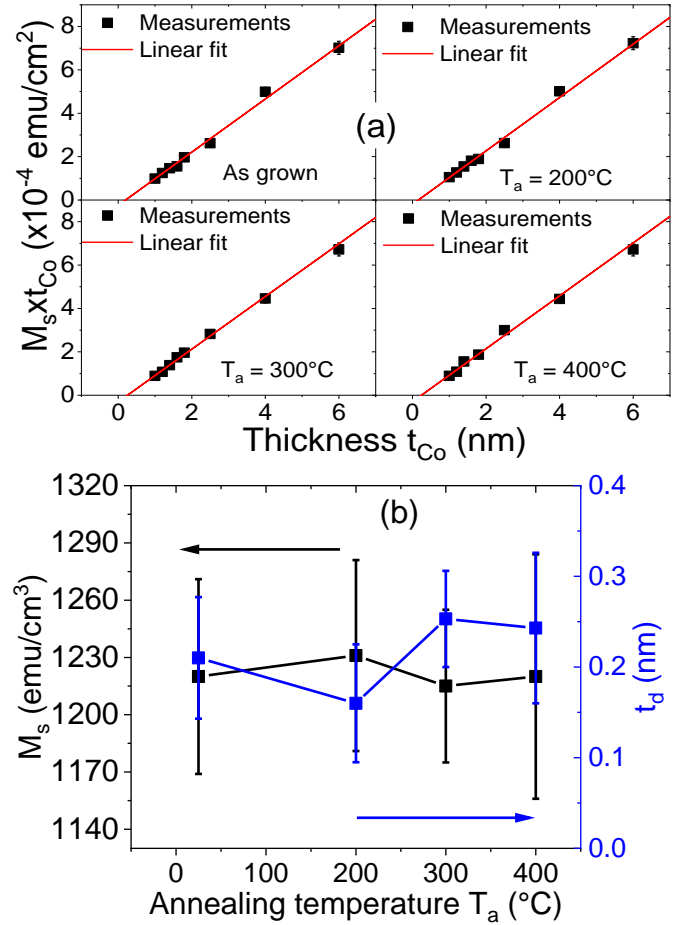 Measurements
Linear fit
As grown
Measurements
Linear fit
T_a = 200°C
(a)
Measurements
Linear fit
T_a = 300°C
Measurements
Linear fit
T_a = 400°C
8
6
4
2
0
6
4
2
0
M_sxt_Co (x10^-4 emu/cm^2)
0 2 4 6 0 2 4 6
Thickness t_Co (nm)
(b)
1320
1290
1260
1230
1200
1170
1140
M_s (emu/cm^3)
0.4
0.3
0.2
0.1
0.0
t_d (nm)
0 100 200 300 400
Annealing temperature T_a (°C)